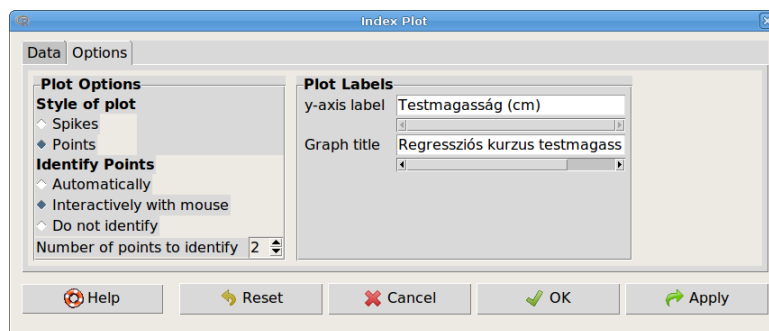 Index Plot
Data Options
Plot Options
Style of plot
Spikes
Points
Identify Points
Automatically
Interactively with mouse
Do not identify
Number of points to identify 2
Plot Labels
y-axis label Testmagasság (cm)
Graph title Regressziós kurzus testmagass
Help Reset Cancel OK Apply